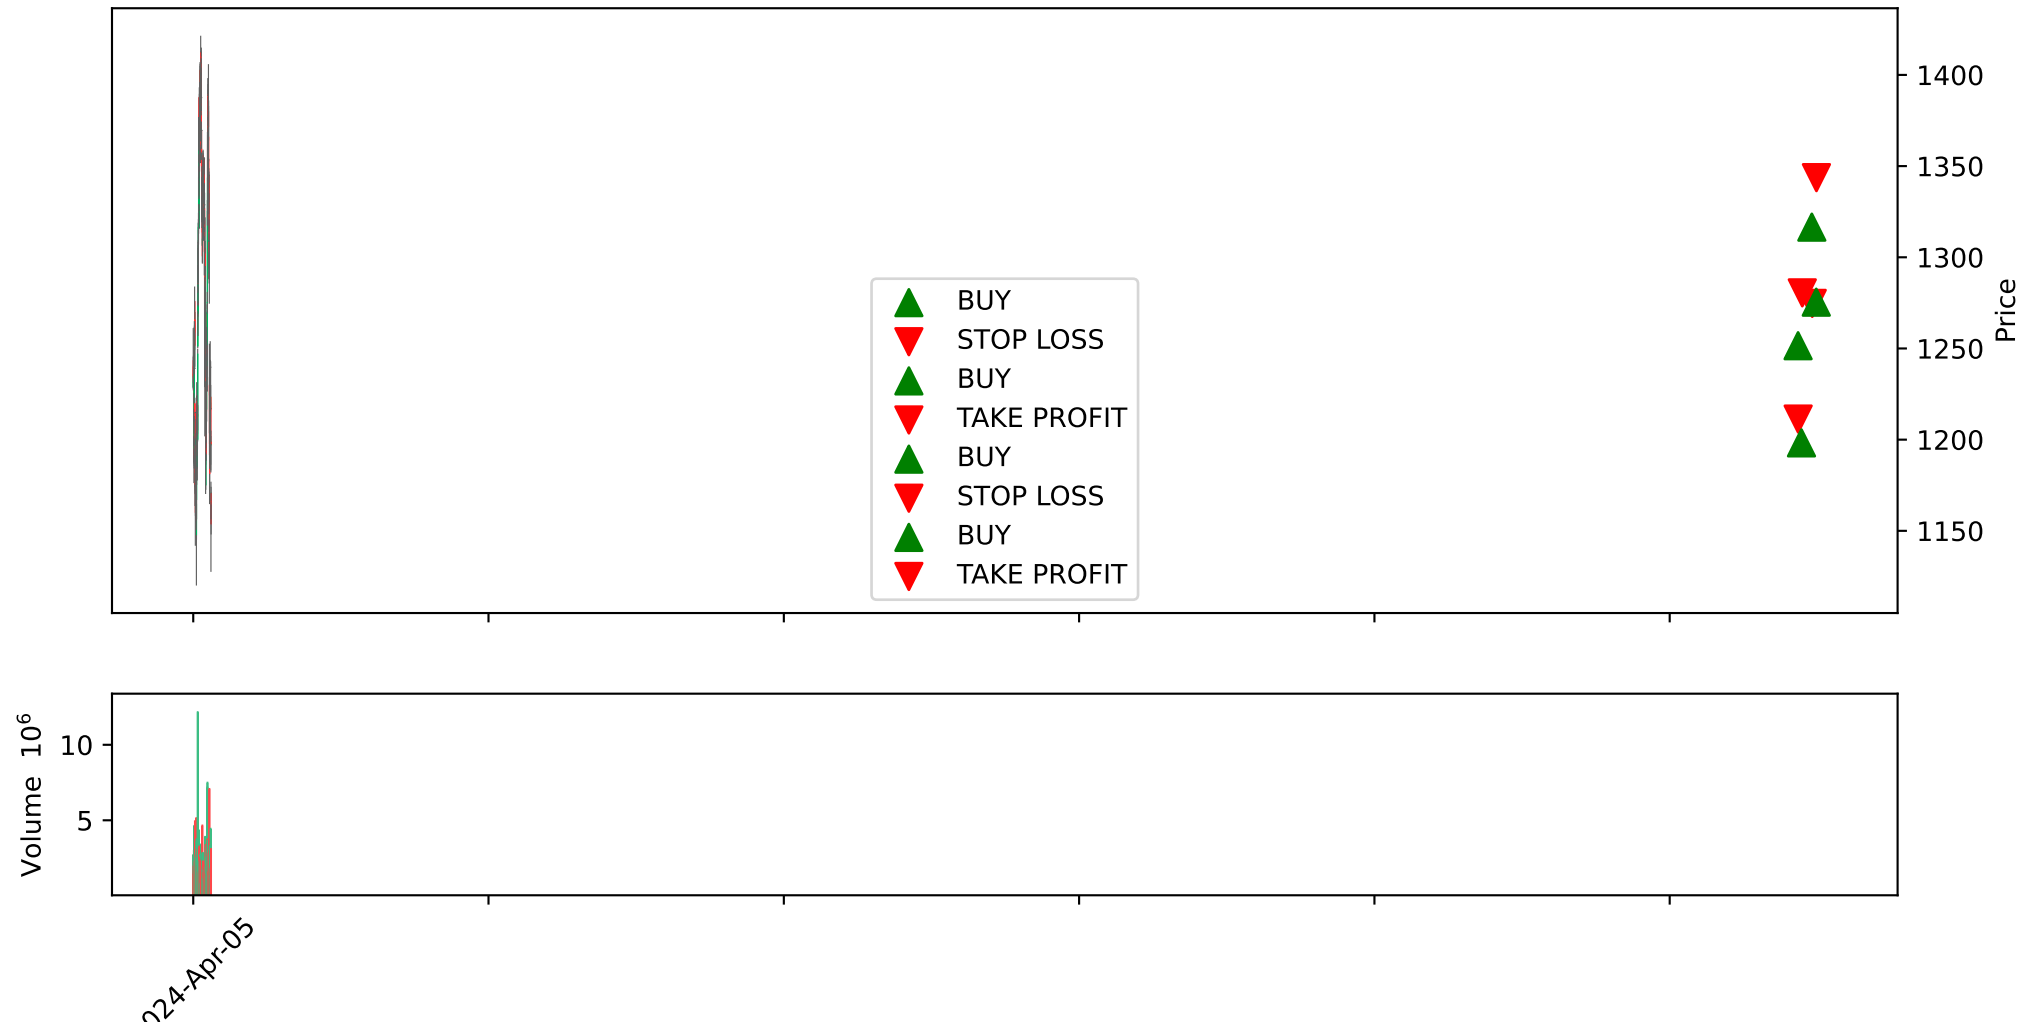 1400
1350
1300
1250
1200
1150
Price
BUY
STOP LOSS
BUY
TAKE PROFIT
BUY
STOP LOSS
BUY
TAKE PROFIT
Volume 10⁶
10
5
024-Apr-05